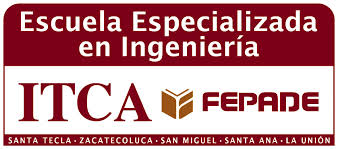 Escuela Especializada
en Ingeniería
ITCA FEPADE
SANTA TECLA · ZACATECOLUCA · SAN MIGUEL · SANTA ANA · LA UNIÓN